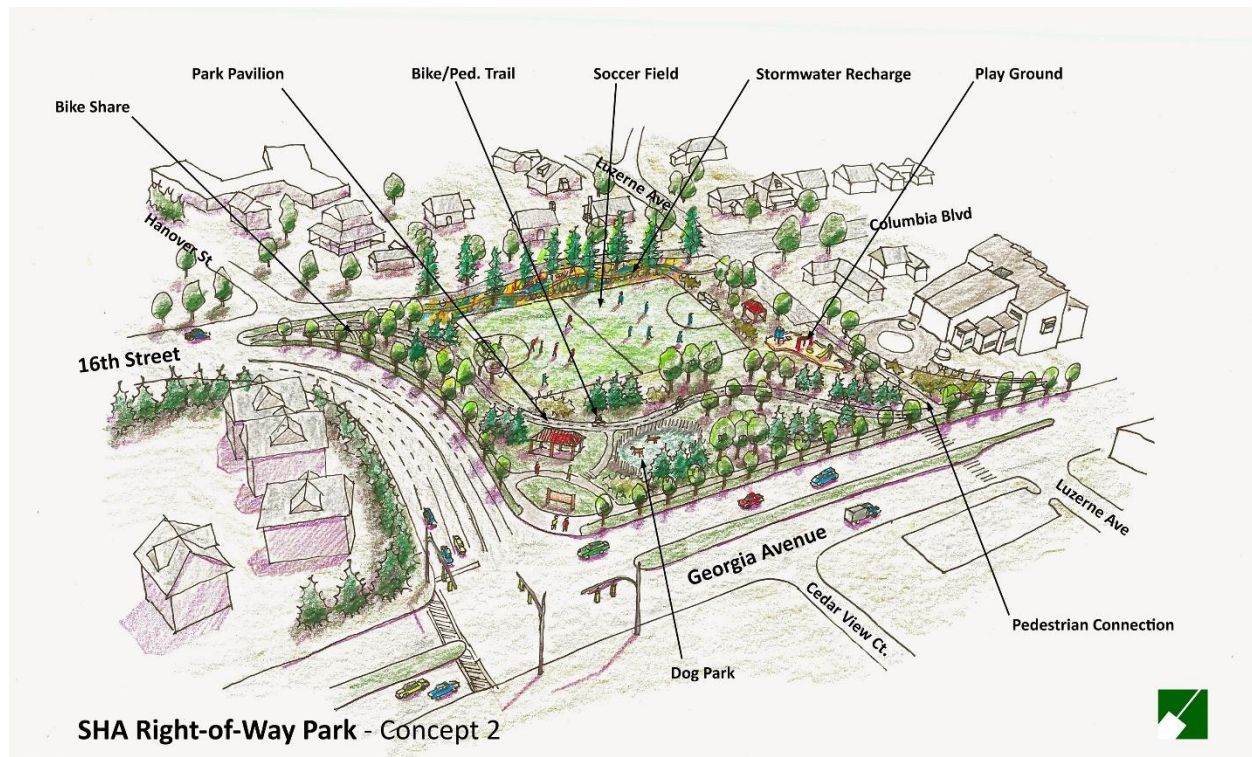 Park Pavilion
Bike/Ped. Trail
Soccer Field
Stormwater Recharge
Play Ground
Bike Share
Luzerne Ave
Columbia Blvd
Hanover St
16th Street
Luzerne Ave
Georgia Avenue
Cedar View Ct.
Pedestrian Connection
Dog Park
SHA Right-of-Way Park - Concept 2